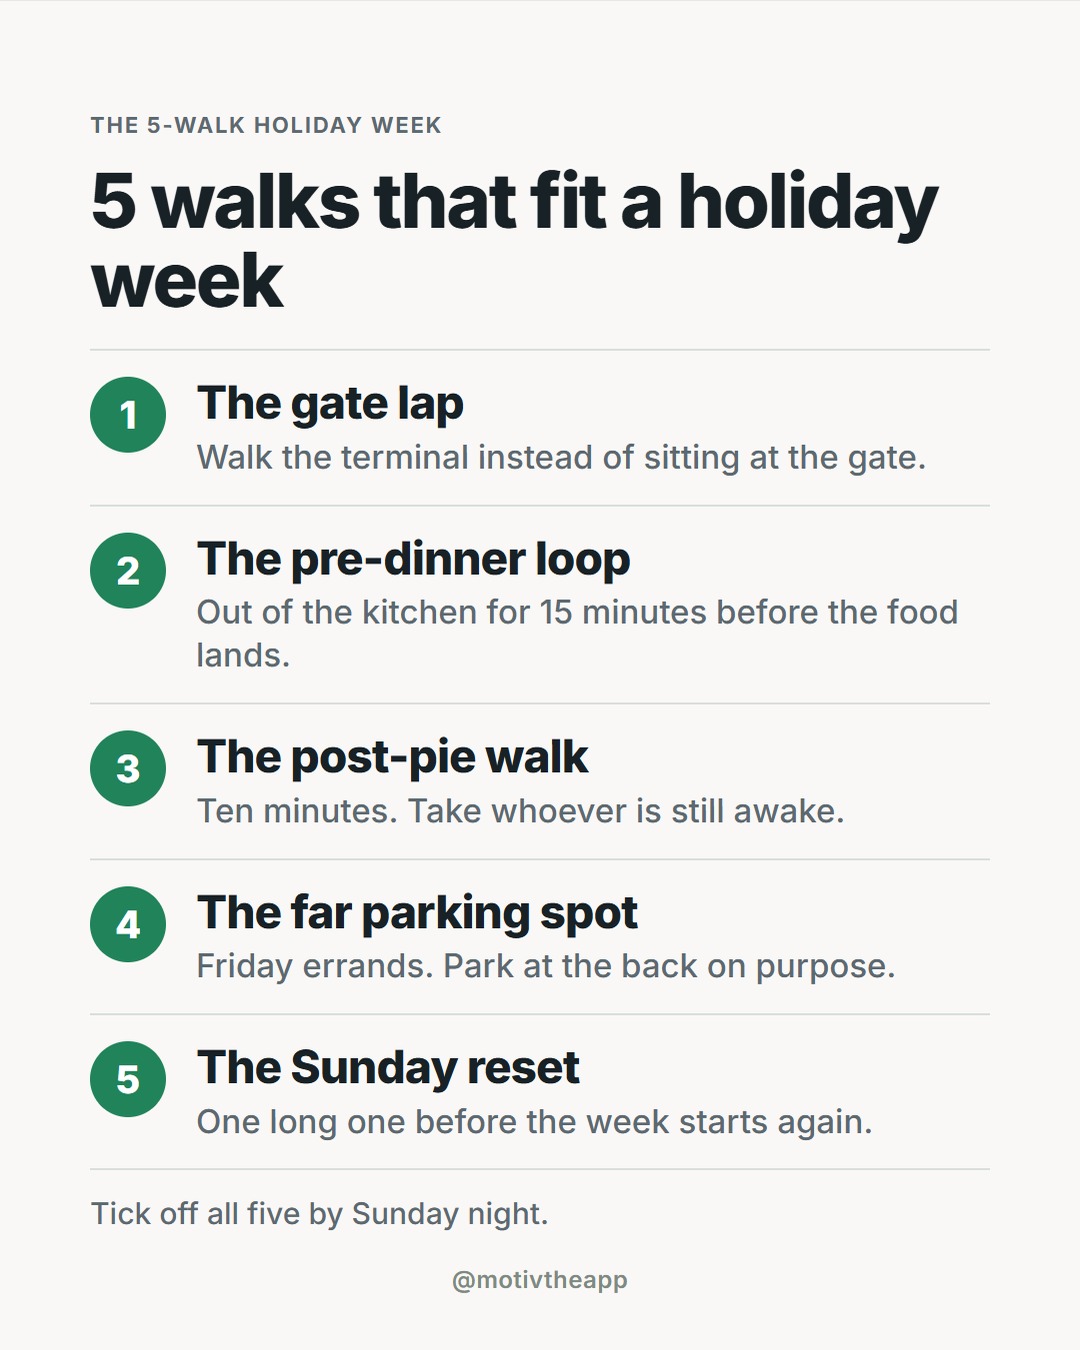 THE 5-WALK HOLIDAY WEEK
5 walks that fit a holiday
week
1
The gate lap
Walk the terminal instead of sitting at the gate.
2
The pre-dinner loop
Out of the kitchen for 15 minutes before the food
lands.
3
The post-pie walk
Ten minutes. Take whoever is still awake.
4
The far parking spot
Friday errands. Park at the back on purpose.
5
The Sunday reset
One long one before the week starts again.
Tick off all five by Sunday night.
@motivtheapp